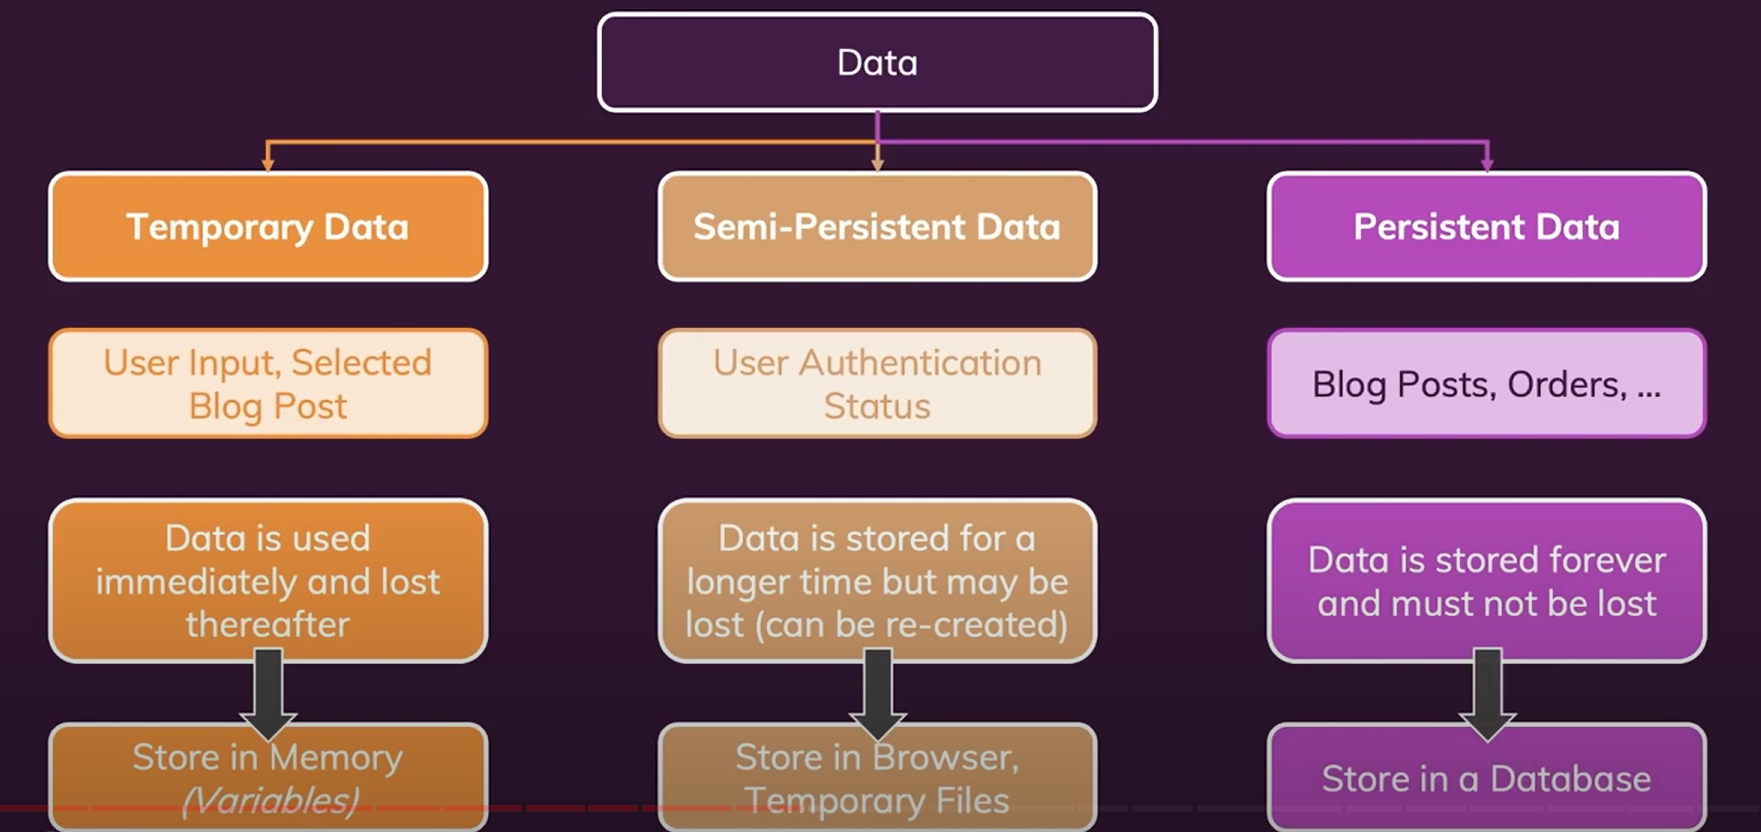 Data
Temporary Data
Semi-Persistent Data
Persistent Data
User Input, Selected
Blog Post
User Authentication
Status
Blog Posts, Orders, ...
Data is used
immediately and lost
thereafter
Data is stored for a
longer time but may be
lost (can be re-created)
Data is stored forever
and must not be lost
Store in Memory
(Variables)
Store in Browser,
Temporary Files
Store in a Database